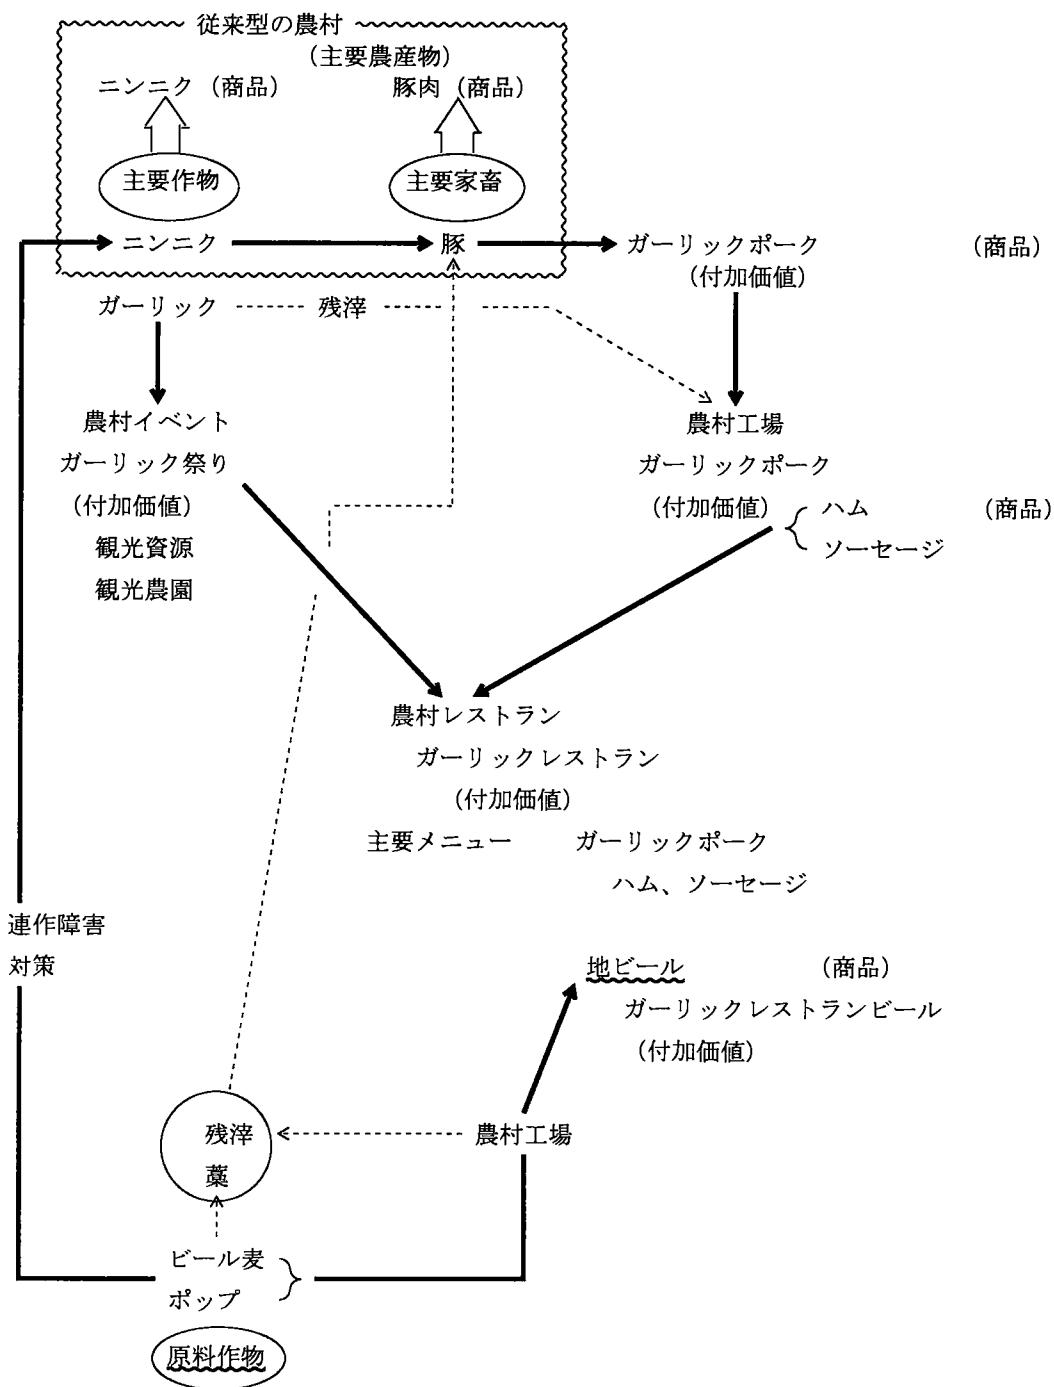 従来型の農村
(主要農産物)
ニンニク (商品) 豚肉 (商品)
主要作物 主要家畜
ニンニク 豚 ガーリックポーク (商品)
(付加価値)
ガーリック 残滓
農村イベント 農村工場
ガーリック祭り ガーリックポーク
(付加価値) (付加価値) ハム (商品)
観光資源 ソーセージ
観光農園
農村レストラン
ガーリックレストラン
(付加価値)
主要メニュー ガーリックポーク
ハム、ソーセージ
連作障害
対策 地ビール (商品)
ガーリックレストランビール
(付加価値)
残滓 農村工場
藁
ビール麦
ポップ
原料作物